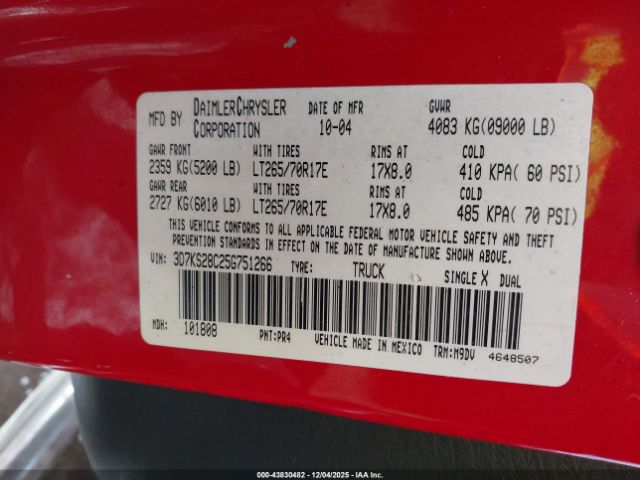 MFD BY DAIMLERCHRYSLER CORPORATION DATE OF MFR 10-04 GVWR 4083 KG(09000 LB)
GAWR FRONT WITH TIRES RIMS AT COLD
2359 KG(5200 LB) LT265/70R17E 17X8.0 410 KPA( 60 PSI)
GAWR REAR WITH TIRES RIMS AT COLD
2727 KG(6010 LB) LT265/70R17E 17X8.0 485 KPA( 70 PSI)
THIS VEHICLE CONFORMS TO ALL APPLICABLE FEDERAL MOTOR VEHICLE SAFETY AND THEFT
PREVENTION STANDARDS IN EFFECT ON THE DATE OF MANUFACTURE SHOWN ABOVE.
VIN: 3D7KS28C25G751266 TYPE: TRUCK SINGLE X DUAL
MDH: 101808 PNT:PR4 VEHICLE MADE IN MEXICO TRM:M9DV 4648507
000-43830482 - 12/04/2025 - IAAI.COM